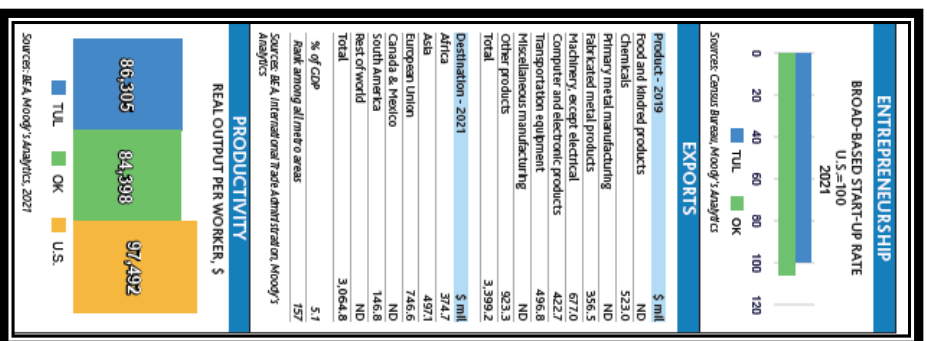 ENTREPRENEURSHIP
BROAD-BASED START-UP RATE
U.S.=100
2021
0 20 40 60 80 100 120
TUL OK
Sources: Census Bureau, Moody's Analytics
EXPORTS
Product - 2019 $ mil
Food and kindred products ND
Chemicals 523.0
Primary metal manufacturing ND
Fabricated metal products 356.5
Machinery, except electrical 677.0
Computer and electronic products 422.7
Transportation equipment 496.8
Miscellaneous manufacturing ND
Other products 923.3
Total 3,399.2
Destination - 2021 $ mil
Africa 374.7
Asia 497.1
European Union 746.6
Canada & Mexico ND
South America 146.8
Rest of world ND
Total 3,064.8
% of GDP 5.1
Rank among all metro areas 157
Sources: BEA, International Trade Administration, Moody's
Analytics
PRODUCTIVITY
REAL OUTPUT PER WORKER, $
86,305 84,398 97,492
TUL OK U.S.
Sources: BEA, Moody's Analytics, 2021